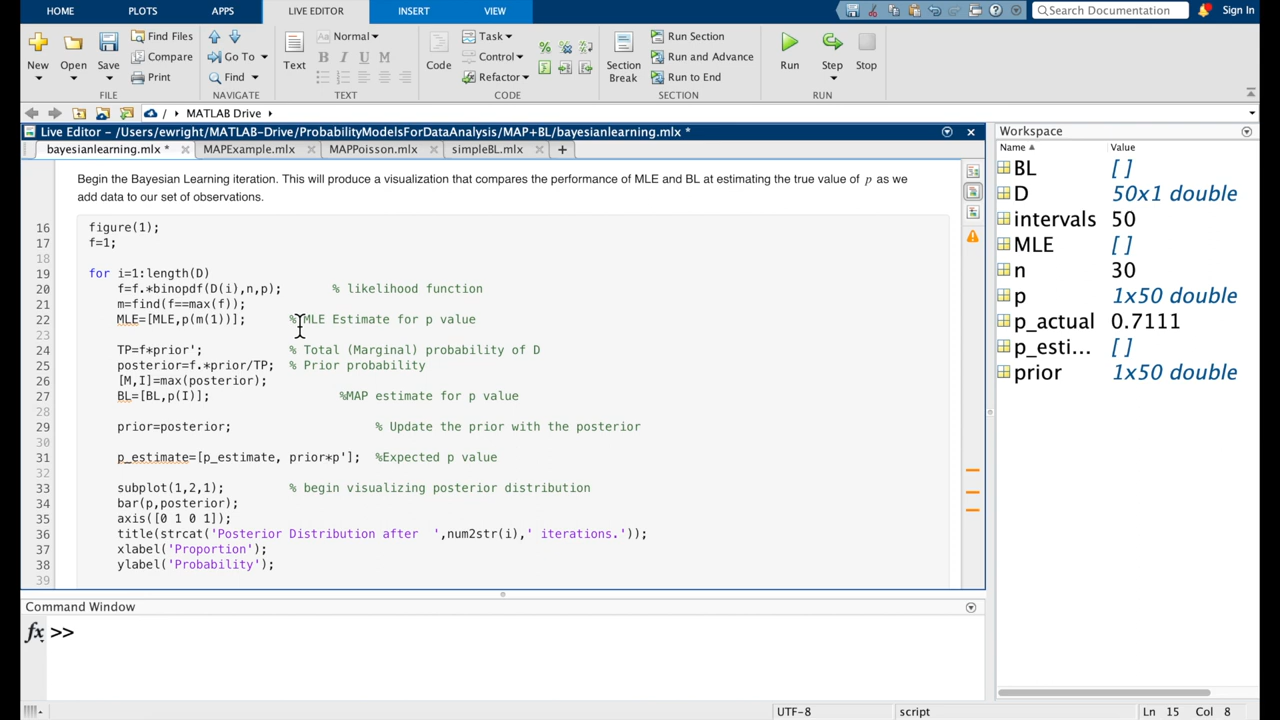 HOME PLOTS APPS LIVE EDITOR INSERT VIEW Search Documentation Sign In
New Open Save Find Files Compare Print FILE
Go To Find NAVIGATE
Text Aa Normal B I U M TEXT
Code Task Control Refactor CODE
Section Break Run Section Run and Advance Run to End SECTION
Run Step Stop RUN
/ MATLAB Drive
Live Editor - /Users/ewright/MATLAB-Drive/ProbabilityModelsForDataAnalysis/MAP+BL/bayesianlearning.mlx *
bayesianlearning.mlx * MAPExample.mlx MAPPoisson.mlx simpleBL.mlx +
Begin the Bayesian Learning iteration. This will produce a visualization that compares the performance of MLE and BL at estimating the true value of p as we
add data to our set of observations.
16 figure(1);
17 f=1;
18
19 for i=1:length(D)
20 f=f.*binopdf(D(i),n,p); % likelihood function
21 m=find(f==max(f));
22 MLE=[MLE,p(m(1))]; % MLE Estimate for p value
23
24 TP=f*prior'; % Total (Marginal) probability of D
25 posterior=f.*prior/TP; % Prior probability
26 [M,I]=max(posterior);
27 BL=[BL,p(I)]; %MAP estimate for p value
28
29 prior=posterior; % Update the prior with the posterior
30
31 p_estimate=[p_estimate, prior*p']; %Expected p value
32
33 subplot(1,2,1); % begin visualizing posterior distribution
34 bar(p,posterior);
35 axis([0 1 0 1]);
36 title(strcat('Posterior Distribution after ',num2str(i),' iterations.'));
37 xlabel('Proportion');
38 ylabel('Probability');
39
Command Window
fx >>
Workspace
Name Value
BL [ ]
D 50x1 double
intervals 50
MLE [ ]
n 30
p 1x50 double
p_actual 0.7111
p_esti... [ ]
prior 1x50 double
UTF-8 script Ln 15 Col 8